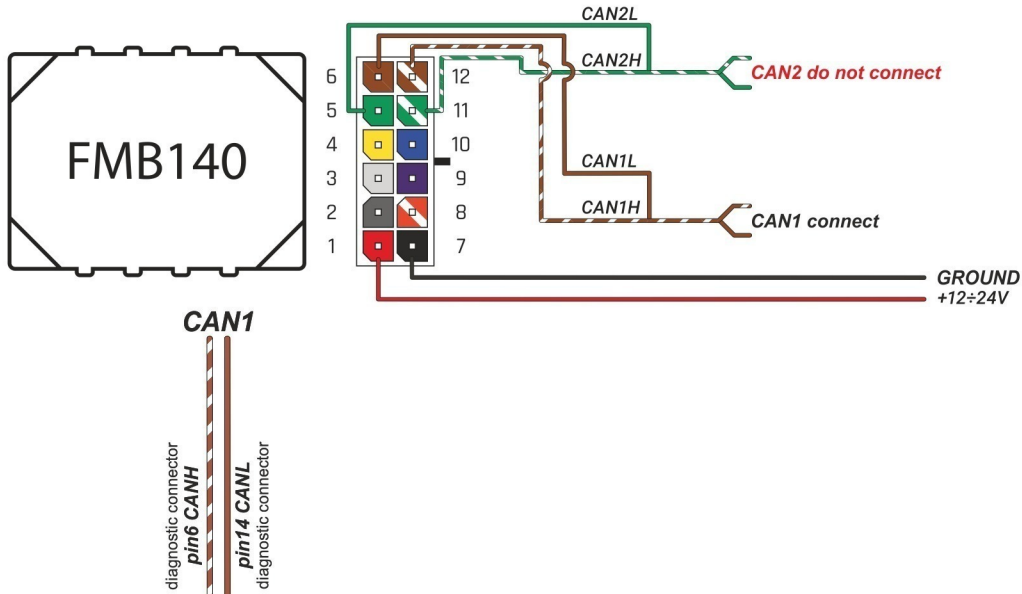 CAN2L
CAN2H
CAN2 do not connect
6 12
5 11
4 10
3 9
2 8
1 7
FMB140
CAN1L
CAN1H
CAN1 connect
GROUND
+12÷24V
CAN1
diagnostic connector
pin6 CANH
pin14 CANL
diagnostic connector